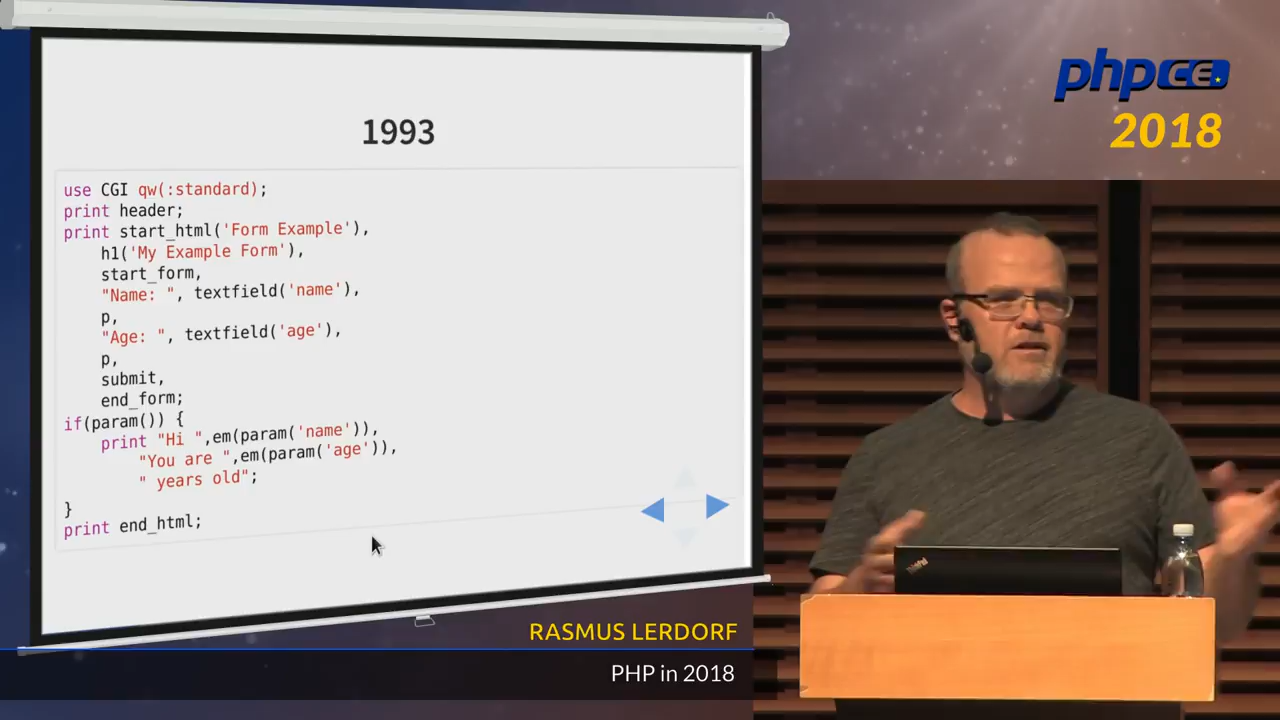 1993
use CGI qw(:standard);
print header;
print start_html('Form Example'),
    h1('My Example Form'),
    start_form,
    "Name: ", textfield('name'),
    p,
    "Age: ", textfield('age'),
    p,
    submit,
    end_form;
if(param()) {
    print "Hi ",em(param('name')),
        "You are ",em(param('age')),
        " years old";
}
print end_html;
phpce
2018
ThinkPad
RASMUS LERDORF
PHP in 2018